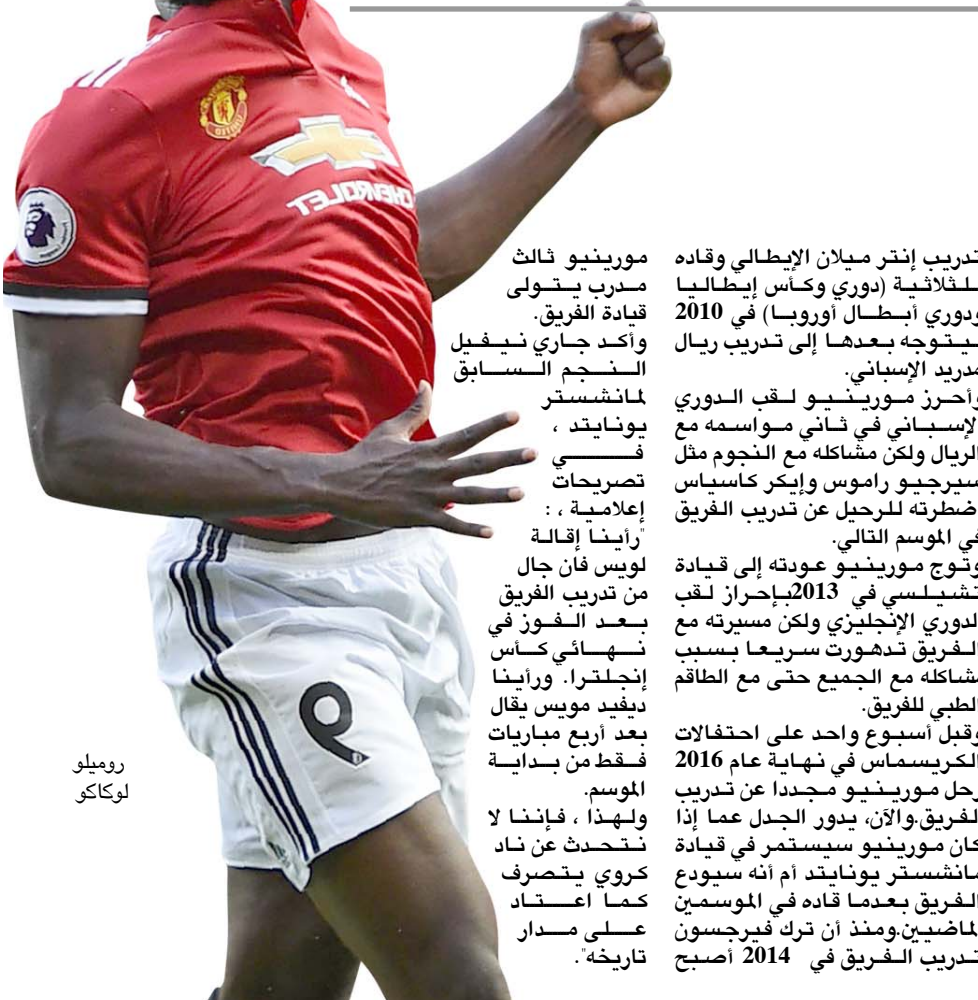 تدريب إنتر ميلان الإيطالي وقاده
للثلاثية (دوري وكأس إيطاليا
ودوري أبطال أوروبا) في 2010
ليتوجه بعدها إلى تدريب ريال
مدريد الإسباني.
وأحرز مورينيو لقب الدوري
لإسباني في ثاني مواسمه مع
الريال ولكن مشاكله مع النجوم مثل
سيرجيو راموس وإيكر كاسياس
ضطرته للرحيل عن تدريب الفريق
في الموسم التالي.
وتوج مورينيو عودته إلى قيادة
تشيلسي في 2013بإحراز لقب
لدوري الإنجليزي ولكن مسيرته مع
الفريق تدهورت سريعا بسبب
مشاكله مع الجميع حتى مع الطاقم
الطبي للفريق.
وقبل أسبوع واحد على احتفالات
الكريسماس في نهاية عام 2016
رحل مورينيو مجددا عن تدريب
لفريق.والآن، يدور الجدل عما إذا
كان مورينيو سيستمر في قيادة
مانشستر يونايتد أم أنه سيودع
الفريق بعدما قاده في الموسمين
لماضيين.ومنذ أن ترك فيرجسون
تدريب الفريق في 2014 أصبح
مورينيو ثالث
مدرب يتولى
قيادة الفريق.
وأكد جاري نيفيل
النجم السابق
لمانشستر
يونايتد ،
في
تصريحات
إعلامية ، :
"رأينا إقالة
لويس فان جال
من تدريب الفريق
بعد الفوز في
نهائي كأس
إنجلترا. ورأينا
ديفيد مويس يقال
بعد أربع مباريات
فقط من بداية
الموسم.
ولهذا ، فإننا لا
نتحدث عن ناد
كروي يتصرف
كما اعتاد
على مدار
تاريخه".
روميلو
لوكاكو
CHEVROLET
9